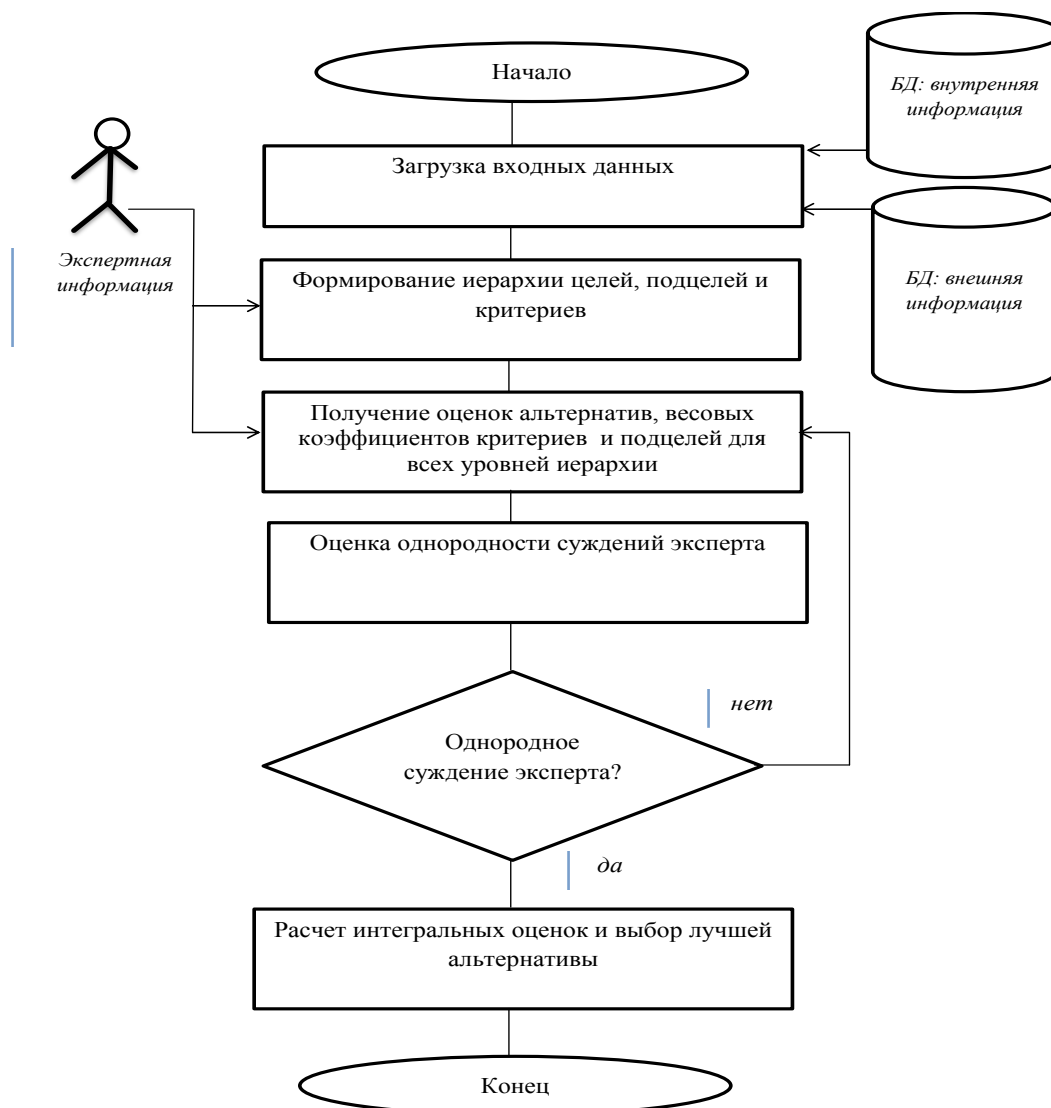 Начало
БД: внутренняя
информация
Загрузка входных данных
Экспертная
информация
Формирование иерархии целей, подцелей и
критериев
БД: внешняя
информация
Получение оценок альтернатив, весовых
коэффициентов критериев и подцелей для
всех уровней иерархии
Оценка однородности суждений эксперта
нет
Однородное
суждение эксперта?
да
Расчет интегральных оценок и выбор лучшей
альтернативы
Конец